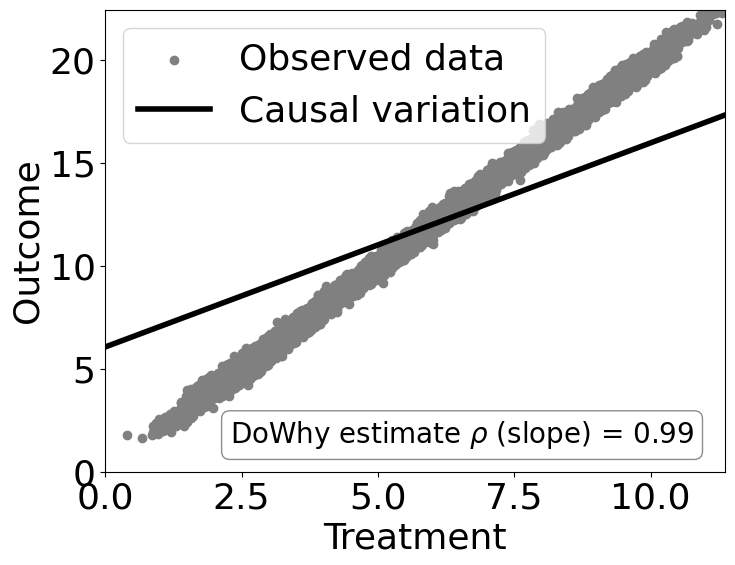 20
15
10
5
0
Outcome
Observed data
Causal variation
DoWhy estimate ρ (slope) = 0.99
0.0 2.5 5.0 7.5 10.0
Treatment